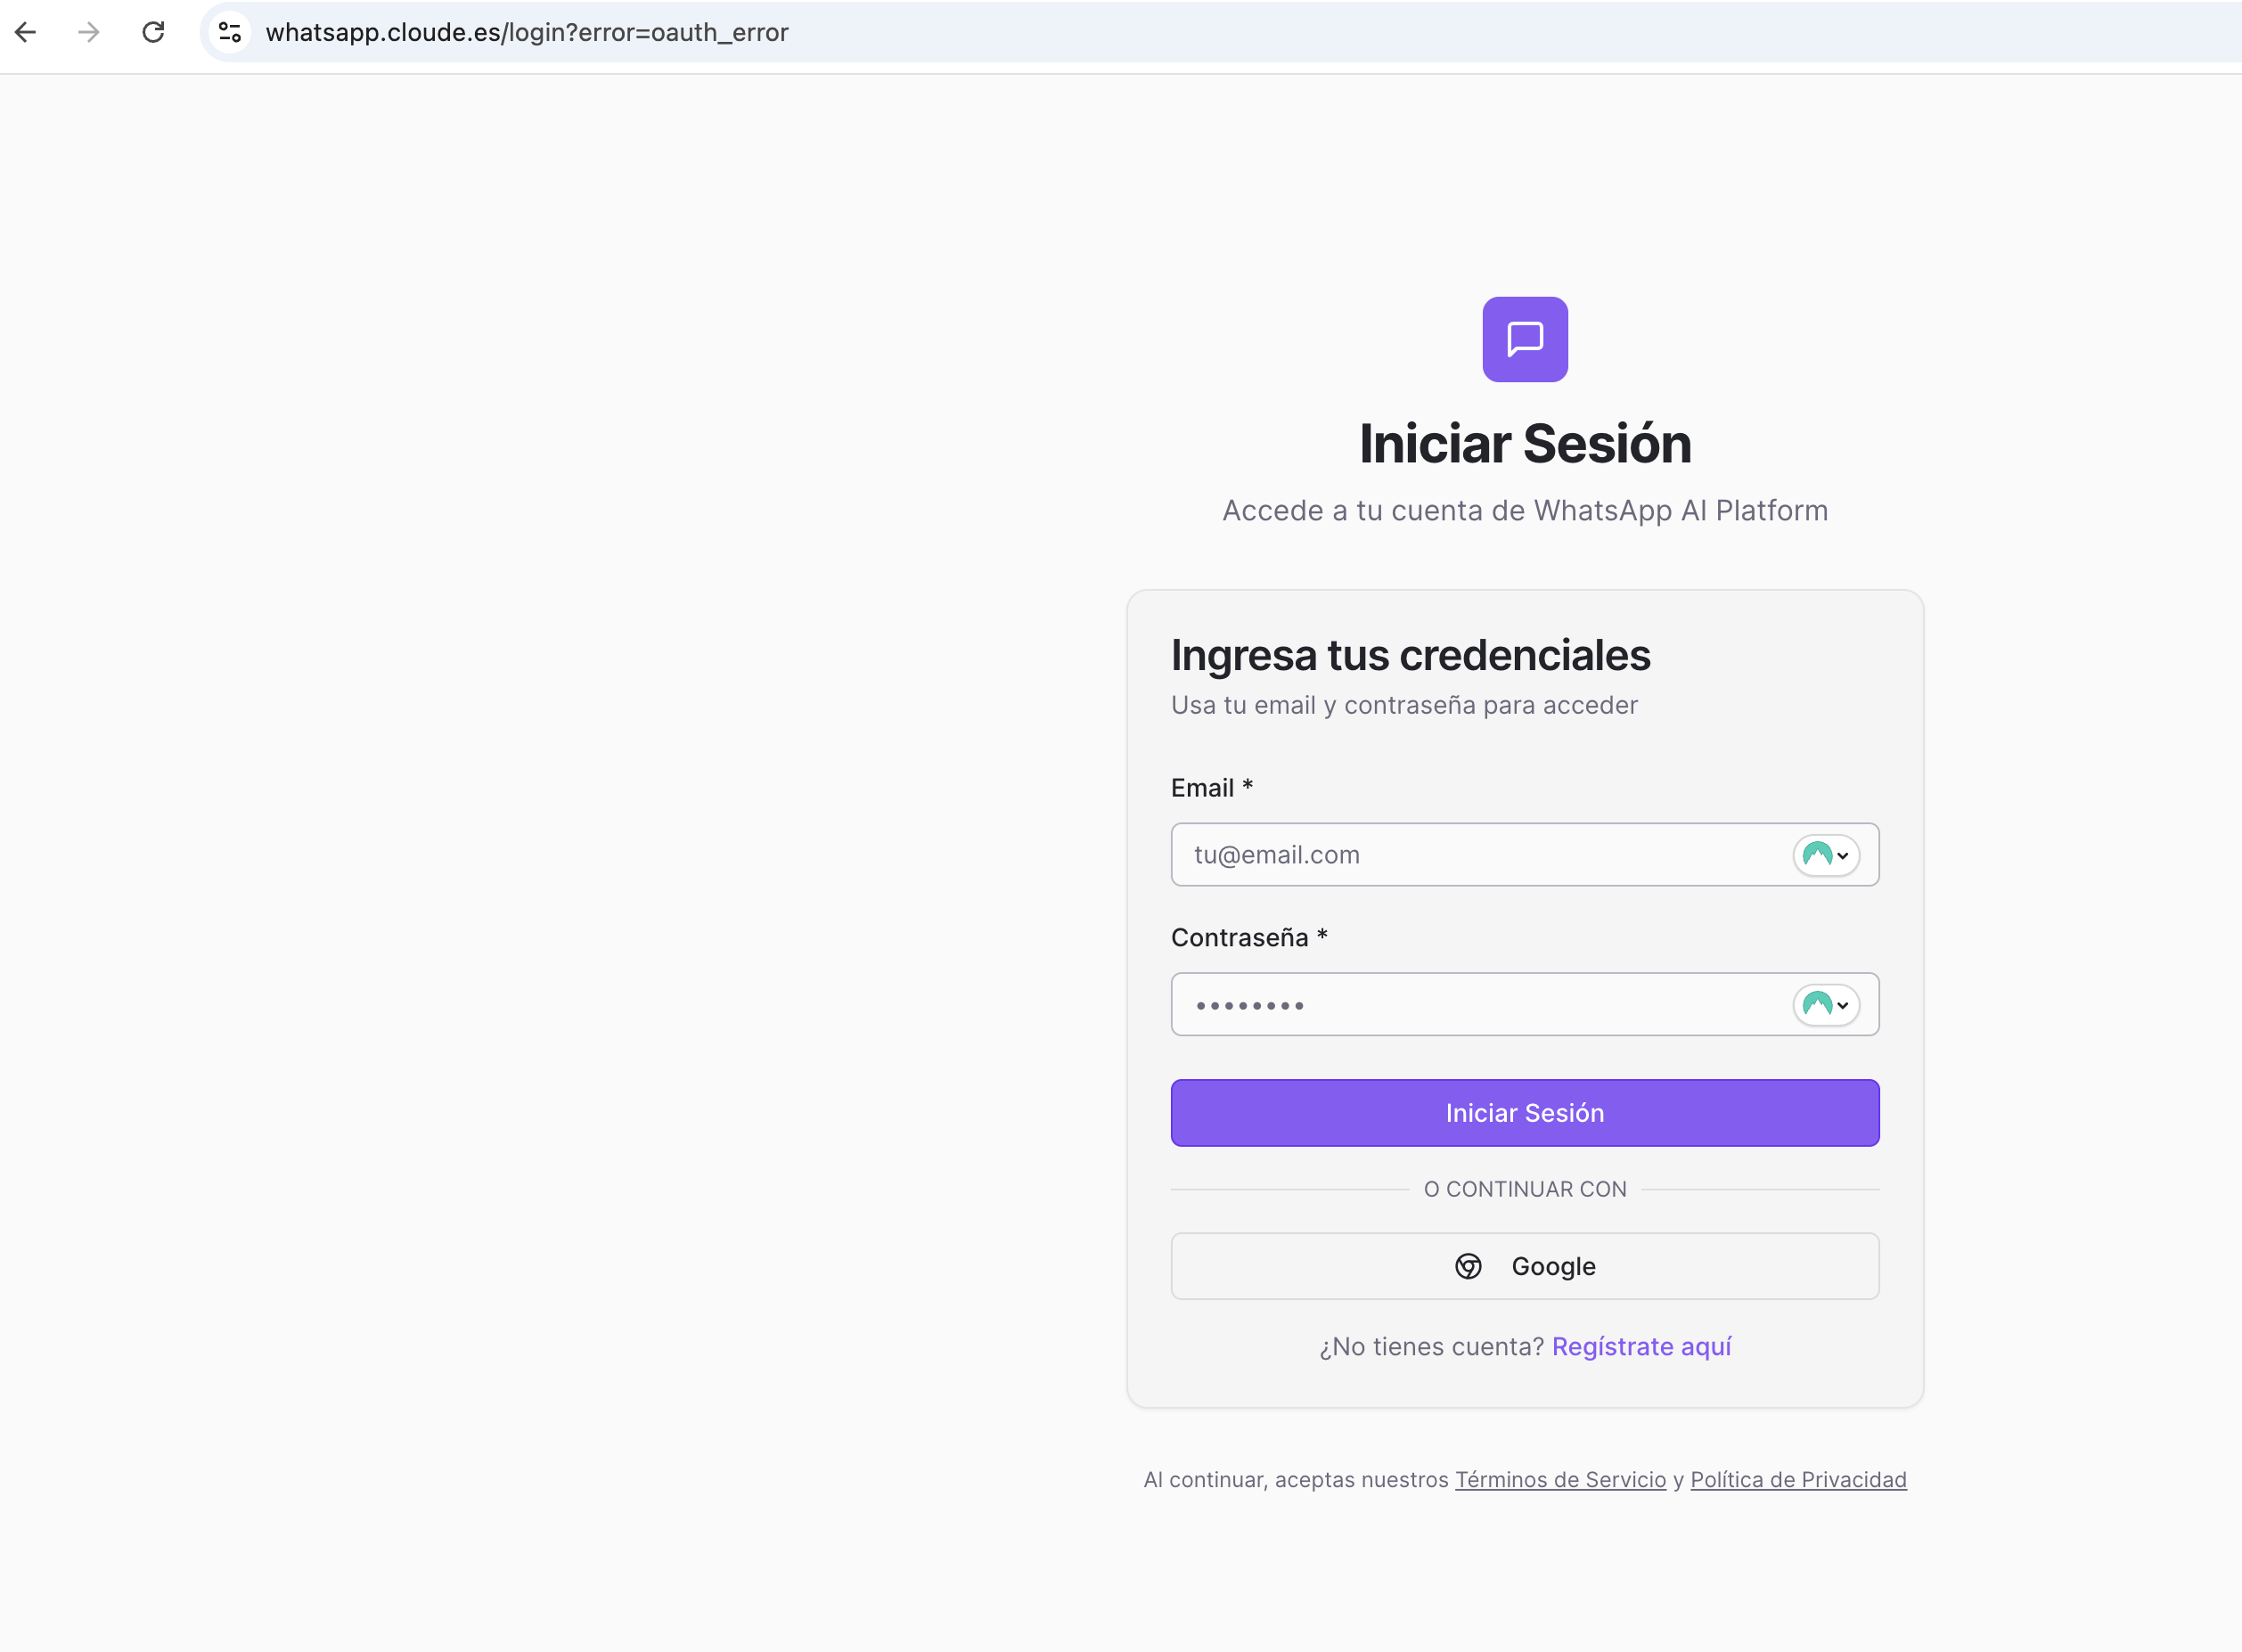 whatsapp.cloude.es/login?error=oauth_error
Iniciar Sesión
Accede a tu cuenta de WhatsApp AI Platform
Ingresa tus credenciales
Usa tu email y contraseña para acceder
Email *
tu@email.com
Contraseña *
••••••••
Iniciar Sesión
O CONTINUAR CON
Google
¿No tienes cuenta? Regístrate aquí
Al continuar, aceptas nuestros Términos de Servicio y Política de Privacidad